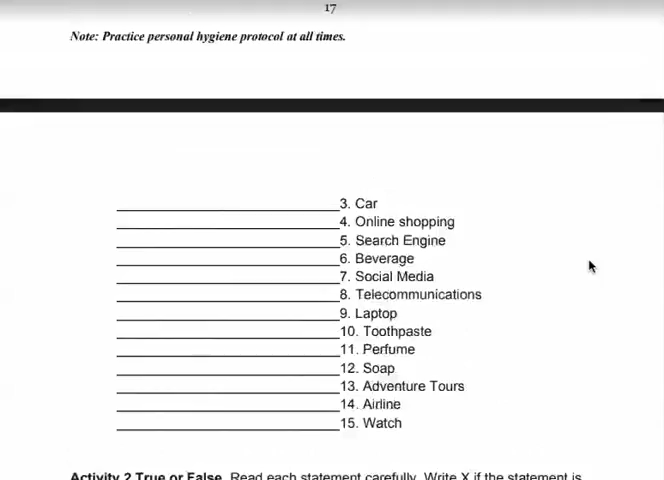 17
Note: Practice personal hygiene protocol at all times.
3. Car
4. Online shopping
5. Search Engine
6. Beverage
7. Social Media
8. Telecommunications
9. Laptop
10. Toothpaste
11. Perfume
12. Soap
13. Adventure Tours
14. Airline
15. Watch
Activity 2 True or False. Read each statement carefully. Write X if the statement is